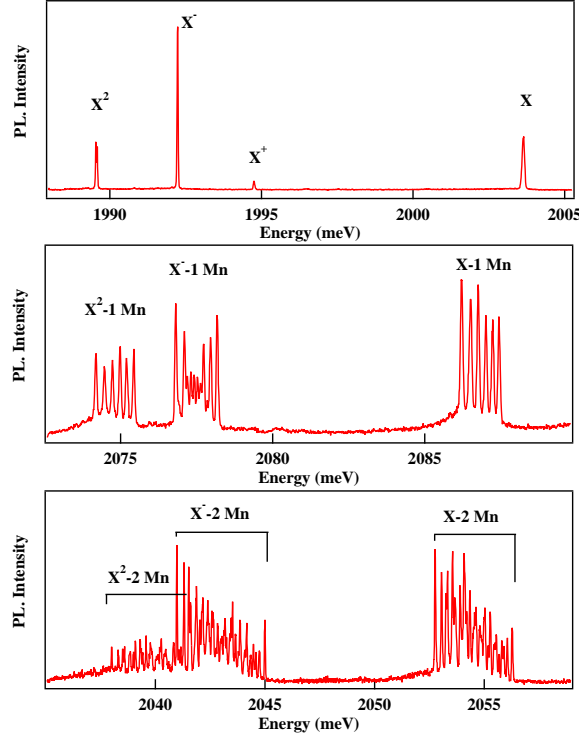 PL. Intensity
X²
X⁻
X⁺
X
1990
1995
2000
2005
Energy (meV)
PL. Intensity
X²-1 Mn
X⁻-1 Mn
X-1 Mn
2075
2080
2085
Energy (meV)
PL. Intensity
X²-2 Mn
X⁻-2 Mn
X-2 Mn
2040
2045
2050
2055
Energy (meV)